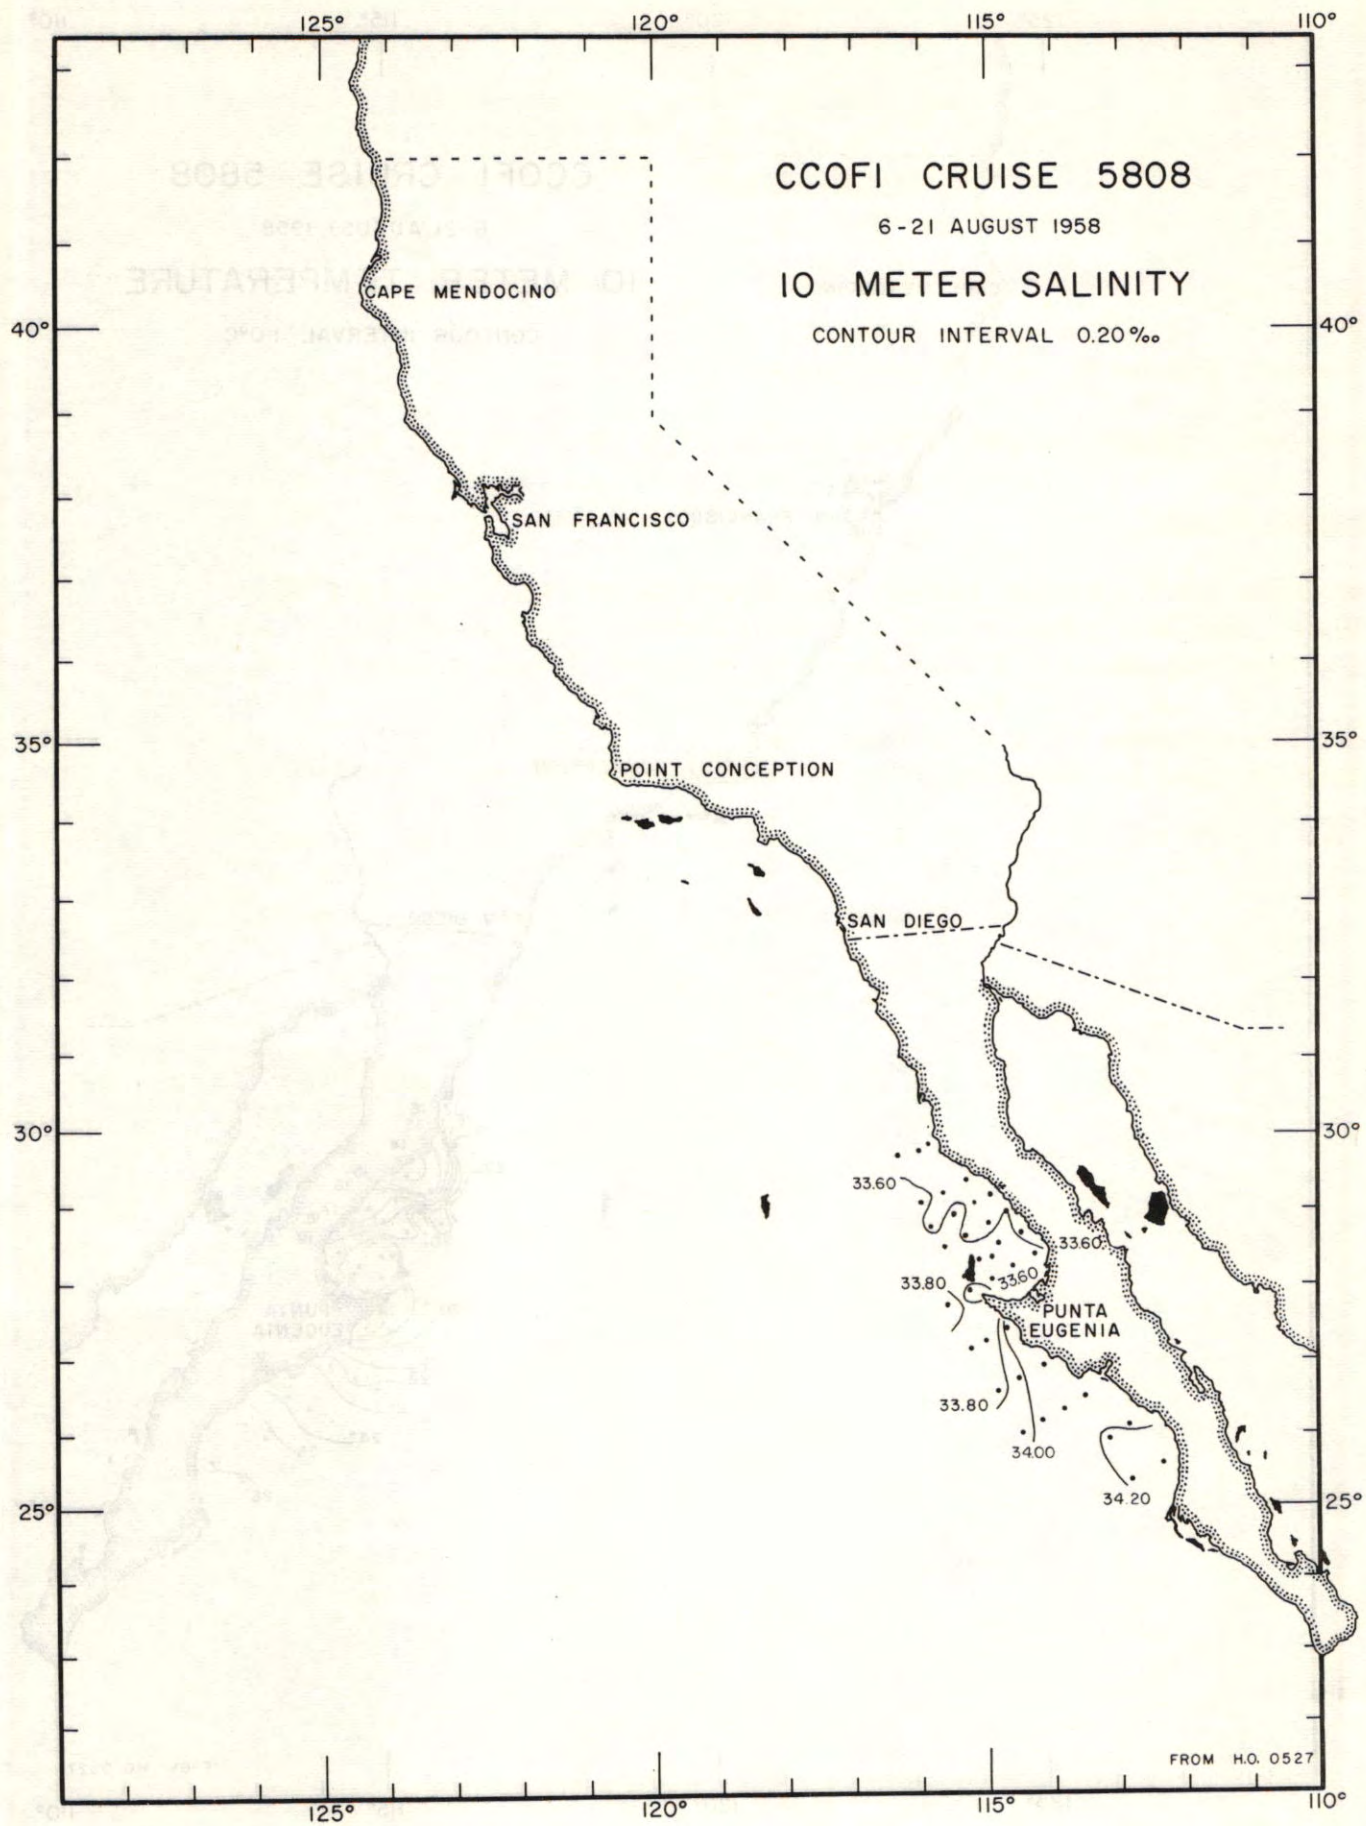 125° 120° 115° 110°
CCOFI CRUISE 5808
6-21 AUGUST 1958
10 METER SALINITY
CONTOUR INTERVAL 0.20‰
CAPE MENDOCINO
40° 40°
SAN FRANCISCO
35° 35°
POINT CONCEPTION
SAN DIEGO
30° 30°
33.60
33.60
33.80 33.60
PUNTA
EUGENIA
33.80
34.00
34.20
25° 25°
FROM H.O. 0527
125° 120° 115° 110°